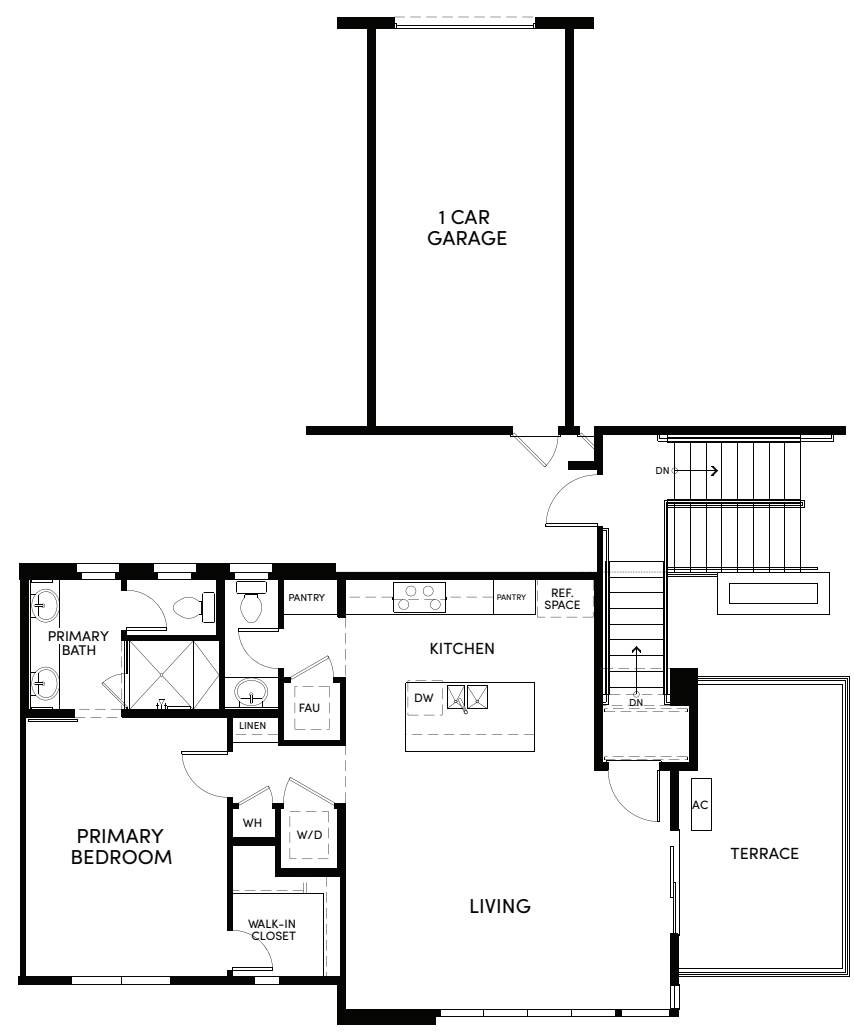 1 CAR
GARAGE
DN
PANTRY
PANTRY
REF.
SPACE
PRIMARY
BATH
KITCHEN
DW
FAU
DN
LINEN
AC
WH
W/D
PRIMARY
BEDROOM
TERRACE
LIVING
WALK-IN
CLOSET